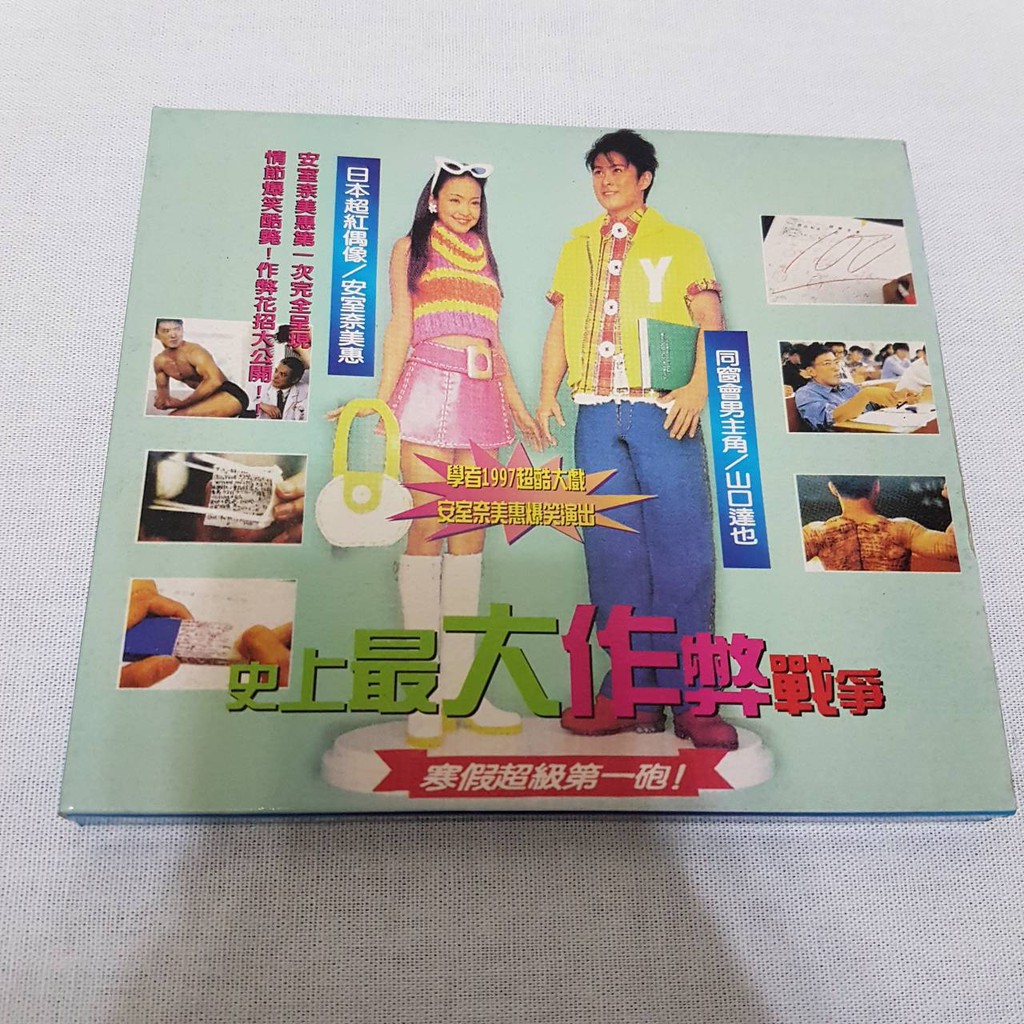 安室奈美惠第一次完全呈現
情節爆笑酷斃！作弊花招大公開！！
日本超紅偶像/安室奈美惠
100
Y
同窗會男主角/山口達也
學者1997超酷大戲
安室奈美惠爆笑演出
史上最大作弊戰爭
寒假超級第一砲！